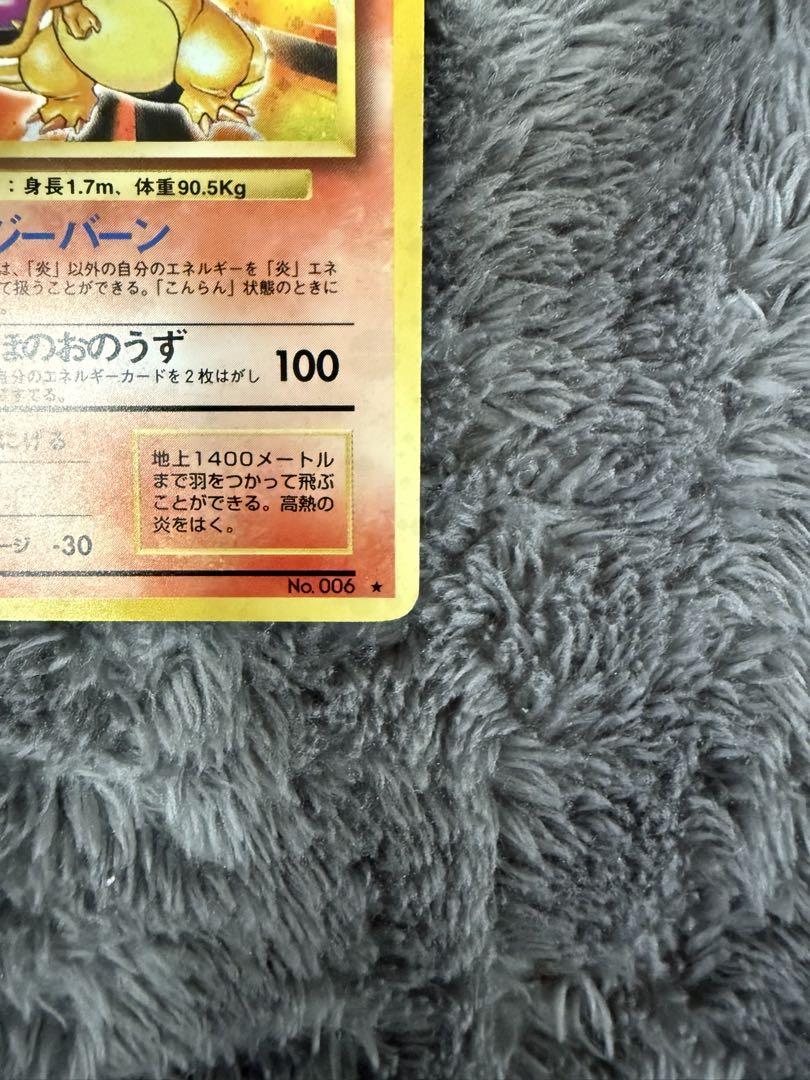 ：身長1.7m、体重90.5Kg
ジーバーン
は、「炎」以外の自分のエネルギーを「炎」エネ
て扱うことができる。「こんらん」状態のときに
ほのおのうず 100
自分のエネルギーカードを2枚はがし
すてる。
にげる
地上1400メートル
まで羽をつかって飛ぶ
ことができる。高熱の
炎をはく。
ージ -30
No. 006 ★